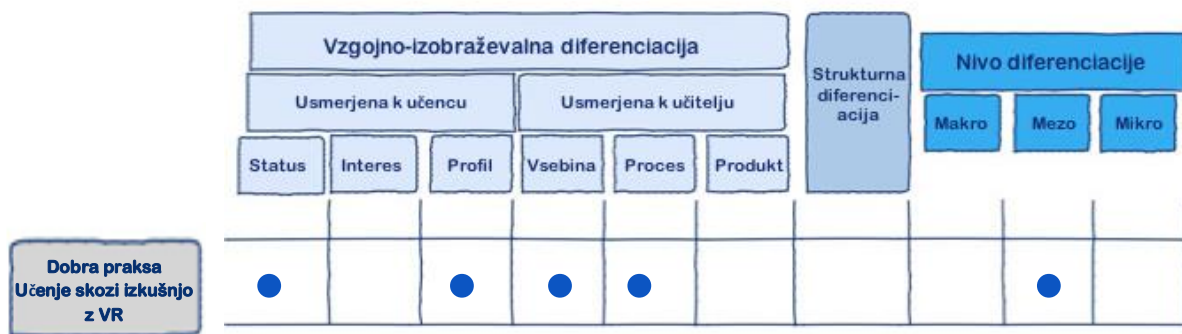 Vzgojno-izobraževalna diferenciacija
Usmerjena k učencu
Usmerjena k učitelju
Status
Interes
Profil
Vsebina
Proces
Produkt
Strukturna
diferenci-
acija
Nivo diferenciacije
Makro
Mezo
Mikro
Dobra praksa
Učenje skozi izkušnjo
z VR